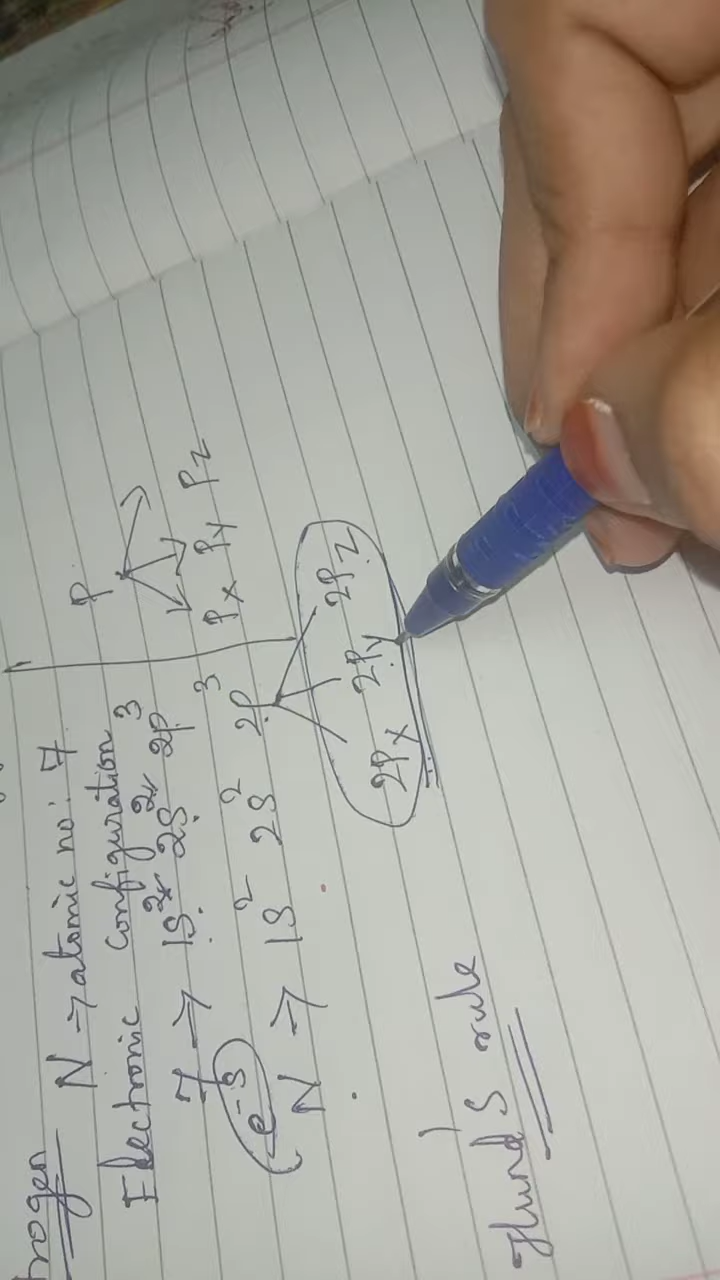 rogen
N → atomic no: 7
Electronic configuration
7 → 1S² 2S² 2p³
(e⁻s)
N → 1S² 2S² 2p³
2Px 2Py 2Pz
P
Px Py Pz
Hund's rule